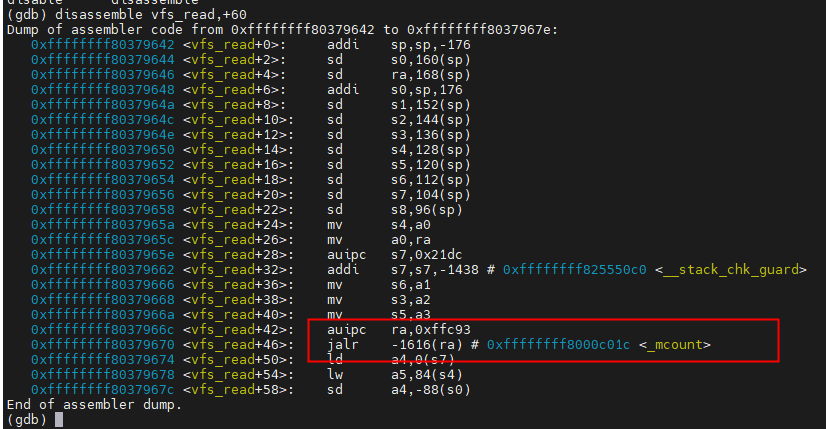 disable      disassemble
(gdb) disassemble vfs_read,+60
Dump of assembler code from 0xffffffff80379642 to 0xffffffff8037967e:
   0xffffffff80379642 <vfs_read+0>:     addi    sp,sp,-176
   0xffffffff80379644 <vfs_read+2>:     sd      s0,160(sp)
   0xffffffff80379646 <vfs_read+4>:     sd      ra,168(sp)
   0xffffffff80379648 <vfs_read+6>:     addi    s0,sp,176
   0xffffffff8037964a <vfs_read+8>:     sd      s1,152(sp)
   0xffffffff8037964c <vfs_read+10>:    sd      s2,144(sp)
   0xffffffff8037964e <vfs_read+12>:    sd      s3,136(sp)
   0xffffffff80379650 <vfs_read+14>:    sd      s4,128(sp)
   0xffffffff80379652 <vfs_read+16>:    sd      s5,120(sp)
   0xffffffff80379654 <vfs_read+18>:    sd      s6,112(sp)
   0xffffffff80379656 <vfs_read+20>:    sd      s7,104(sp)
   0xffffffff80379658 <vfs_read+22>:    sd      s8,96(sp)
   0xffffffff8037965a <vfs_read+24>:    mv      s4,a0
   0xffffffff8037965c <vfs_read+26>:    mv      a0,ra
   0xffffffff8037965e <vfs_read+28>:    auipc   s7,0x21dc
   0xffffffff80379662 <vfs_read+32>:    addi    s7,s7,-1438 # 0xffffffff825550c0 <__stack_chk_guard>
   0xffffffff80379666 <vfs_read+36>:    mv      s6,a1
   0xffffffff80379668 <vfs_read+38>:    mv      s3,a2
   0xffffffff8037966a <vfs_read+40>:    mv      s5,a3
   0xffffffff8037966c <vfs_read+42>:    auipc   ra,0xffc93
   0xffffffff80379670 <vfs_read+46>:    jalr    -1616(ra) # 0xffffffff8000c01c <_mcount>
   0xffffffff80379674 <vfs_read+50>:    ld      a4,0(s7)
   0xffffffff80379678 <vfs_read+54>:    lw      a5,84(s4)
   0xffffffff8037967c <vfs_read+58>:    sd      a4,-88(s0)
End of assembler dump.
(gdb)